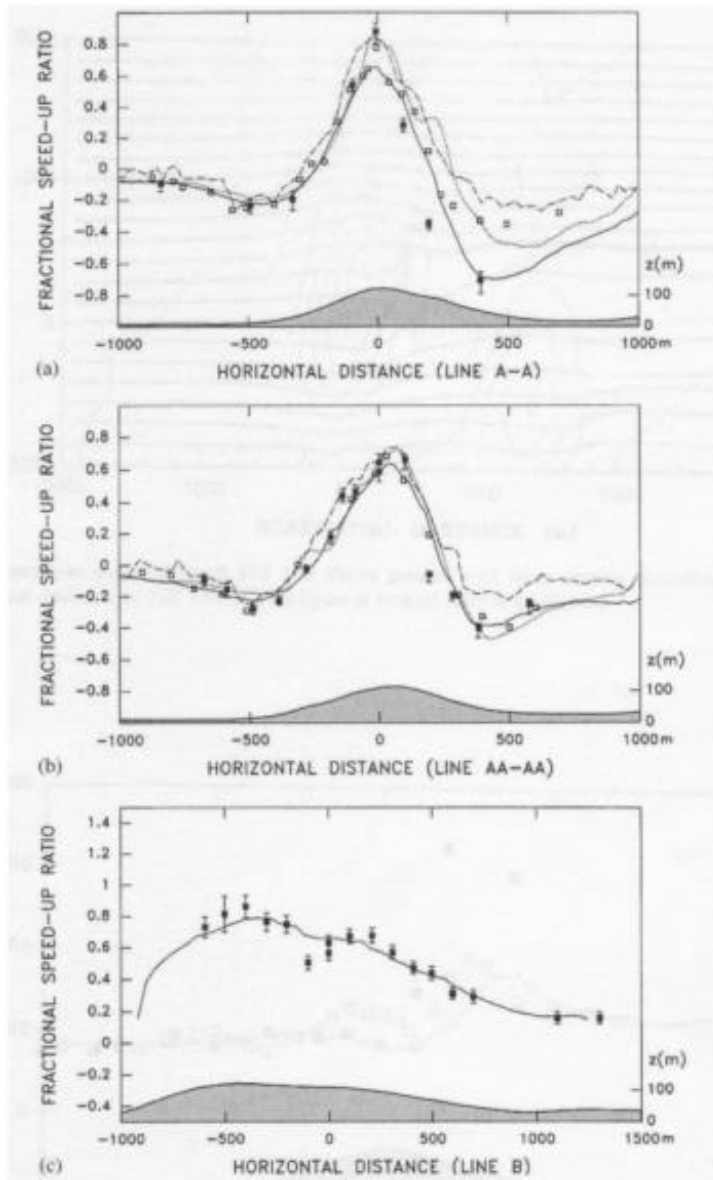 FRACTIONAL SPEED-UP RATIO
0.8
0.6
0.4
0.2
0
-0.2
-0.4
-0.6
-0.8
z(m)
100
0
-1000 -500 0 500 1000m
(a) HORIZONTAL DISTANCE (LINE A-A)
FRACTIONAL SPEED-UP RATIO
0.8
0.6
0.4
0.2
0
-0.2
-0.4
-0.6
-0.8
z(m)
100
0
-1000 -500 0 500 1000m
(b) HORIZONTAL DISTANCE (LINE AA-AA)
FRACTIONAL SPEED-UP RATIO
1.4
1.2
1
0.8
0.6
0.4
0.2
0
-0.2
-0.4
z(m)
100
0
-1000 -500 0 500 1000 1500m
(c) HORIZONTAL DISTANCE (LINE B)